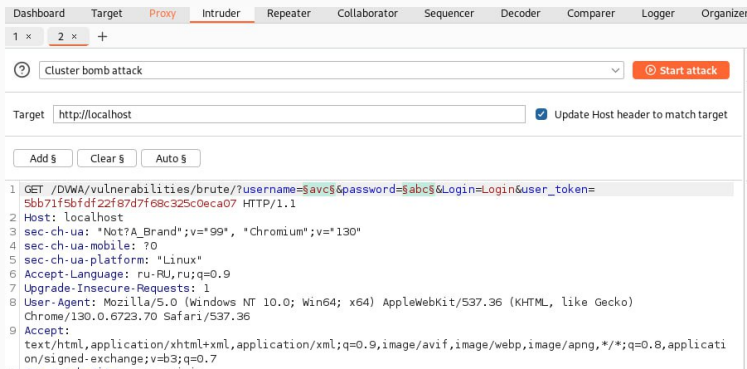 Dashboard Target Proxy Intruder Repeater Collaborator Sequencer Decoder Comparer Logger Organizer
1 × 2 × +
? Cluster bomb attack Start attack
Target http://localhost Update Host header to match target
Add § Clear § Auto §
1 GET /DVWA/vulnerabilities/brute/?username=§avc§&password=§abc§&Login=Login&user_token=
5bb71f5bfdf22f87d7f68c325c0eca07 HTTP/1.1
2 Host: localhost
3 sec-ch-ua: "Not?A_Brand";v="99", "Chromium";v="130"
4 sec-ch-ua-mobile: ?0
5 sec-ch-ua-platform: "Linux"
6 Accept-Language: ru-RU,ru;q=0.9
7 Upgrade-Insecure-Requests: 1
8 User-Agent: Mozilla/5.0 (Windows NT 10.0; Win64; x64) AppleWebKit/537.36 (KHTML, like Gecko)
Chrome/130.0.6723.70 Safari/537.36
9 Accept:
text/html,application/xhtml+xml,application/xml;q=0.9,image/avif,image/webp,image/apng,*/*;q=0.8,applicati
on/signed-exchange;v=b3;q=0.7